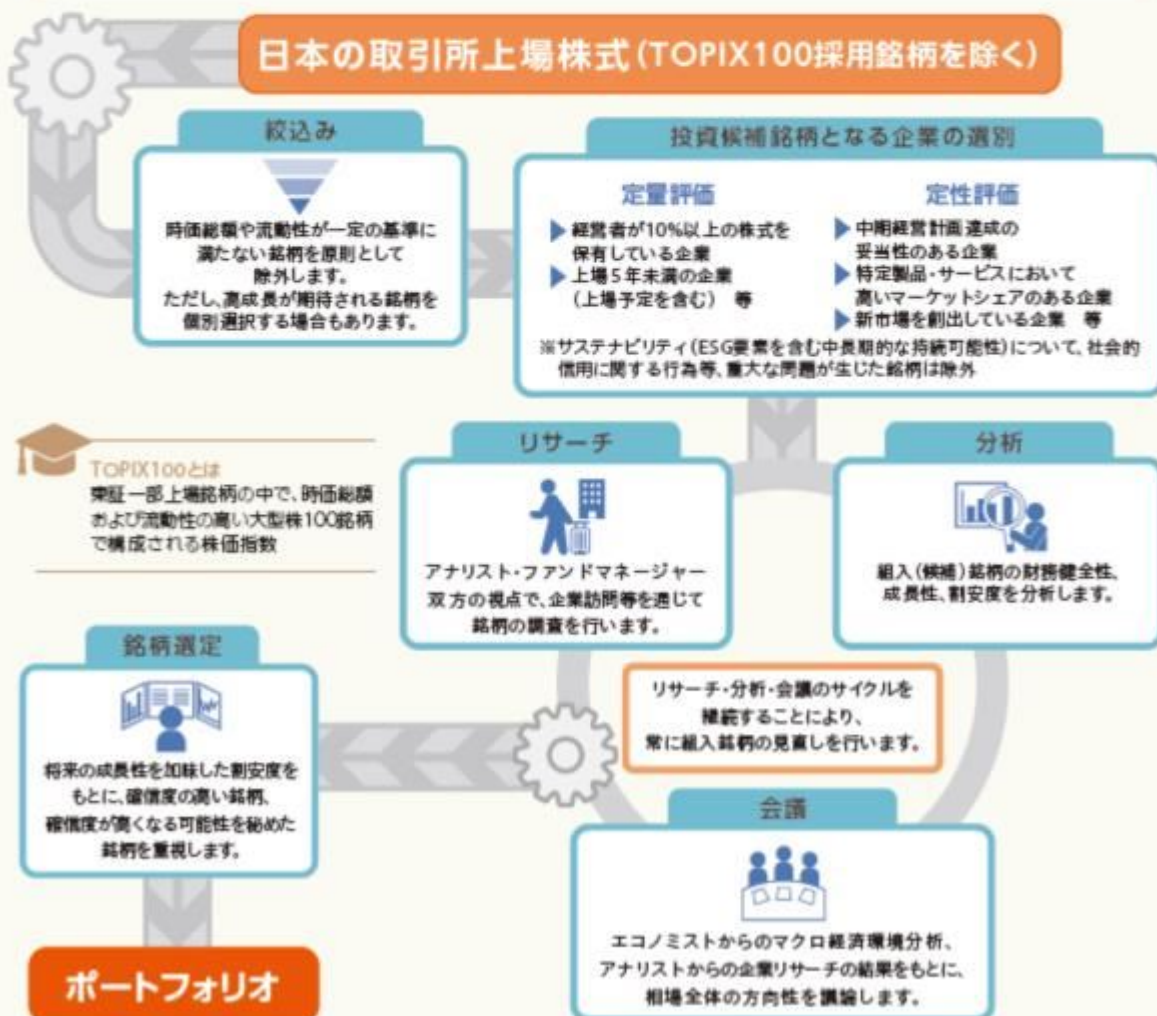 日本の取引所上場株式(TOPIX100採用銘柄を除く)
絞込み
時価総額や流動性が一定の基準に
満たない銘柄を原則として
除外します。
ただし、高成長が期待される銘柄を
個別選択する場合もあります。
投資候補銘柄となる企業の選別
定量評価
▶経営者が10%以上の株式を
保有している企業
▶上場5年未満の企業
(上場予定を含む) 等
定性評価
▶中期経営計画達成の
妥当性のある企業
▶特定製品・サービスにおいて
高いマーケットシェアのある企業
▶新市場を創出している企業 等
※サステナビリティ(ESG要素を含む中長期的な持続可能性)について、社会的
信用に関する行為等、重大な問題が生じた銘柄は除外
TOPIX100とは
東証一部上場銘柄の中で、時価総額
および流動性の高い大型株100銘柄
で構成される株価指数
リサーチ
アナリスト・ファンドマネージャー
双方の視点で、企業訪問等を通じて
銘柄の調査を行います。
分析
組入(候補)銘柄の財務健全性、
成長性、割安度を分析します。
リサーチ・分析・会議のサイクルを
継続することにより、
常に組入銘柄の見直しを行います。
会議
エコノミストからのマクロ経済環境分析、
アナリストからの企業リサーチの結果をもとに、
相場全体の方向性を議論します。
銘柄選定
将来の成長性を加味した割安度を
もとに、確信度の高い銘柄、
確信度が高くなる可能性を秘めた
銘柄を重視します。
ポートフォリオ